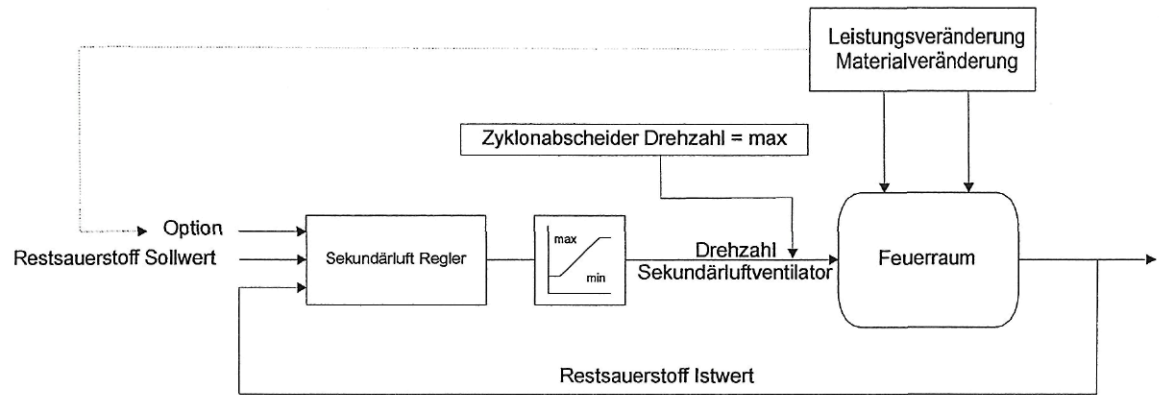 Leistungsveränderung
Materialveränderung
Zyklonabscheider Drehzahl = max
Option
Restsauerstoff Sollwert
Sekundärluft Regler
max
min
Drehzahl
Sekundärluftventilator
Feuerraum
Restsauerstoff Istwert